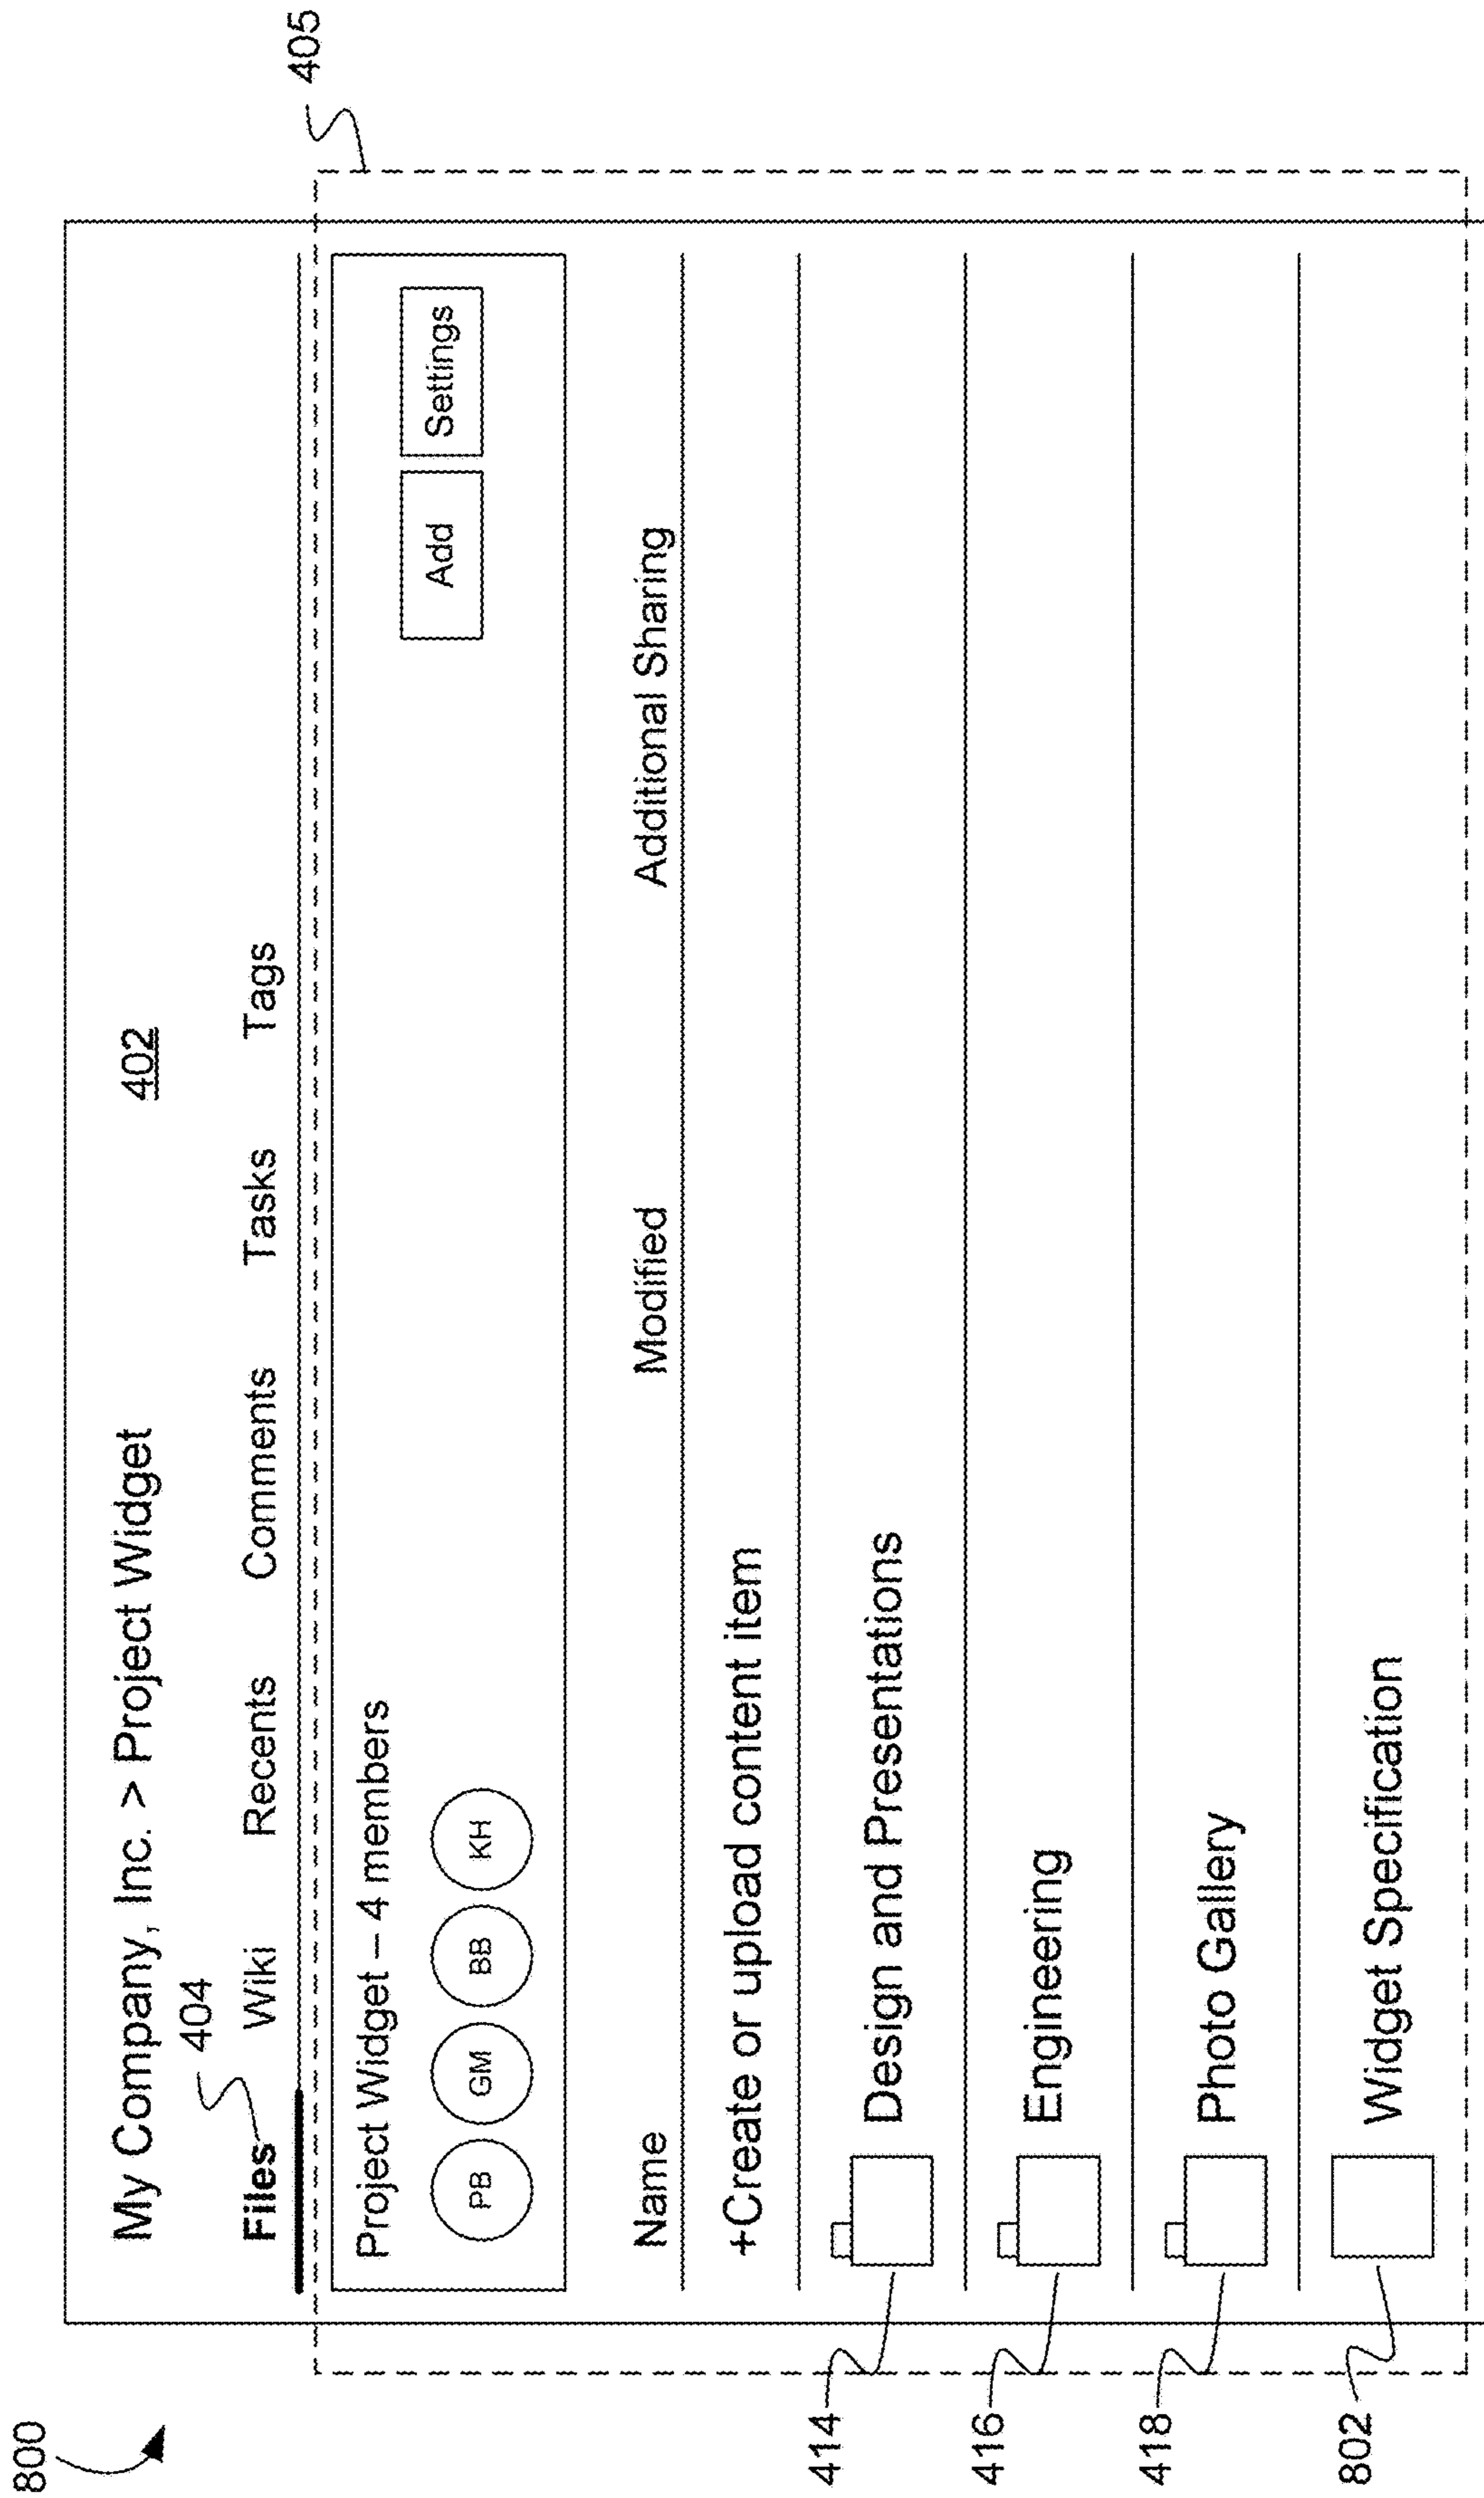 800
My Company, Inc. > Project Widget
402
404
405
Files Wiki Recents Comments Tasks Tags
Project Widget – 4 members
PB GM BB KH
Add Settings
Name Modified Additional Sharing
+Create or upload content item
414 Design and Presentations
416 Engineering
418 Photo Gallery
802 Widget Specification